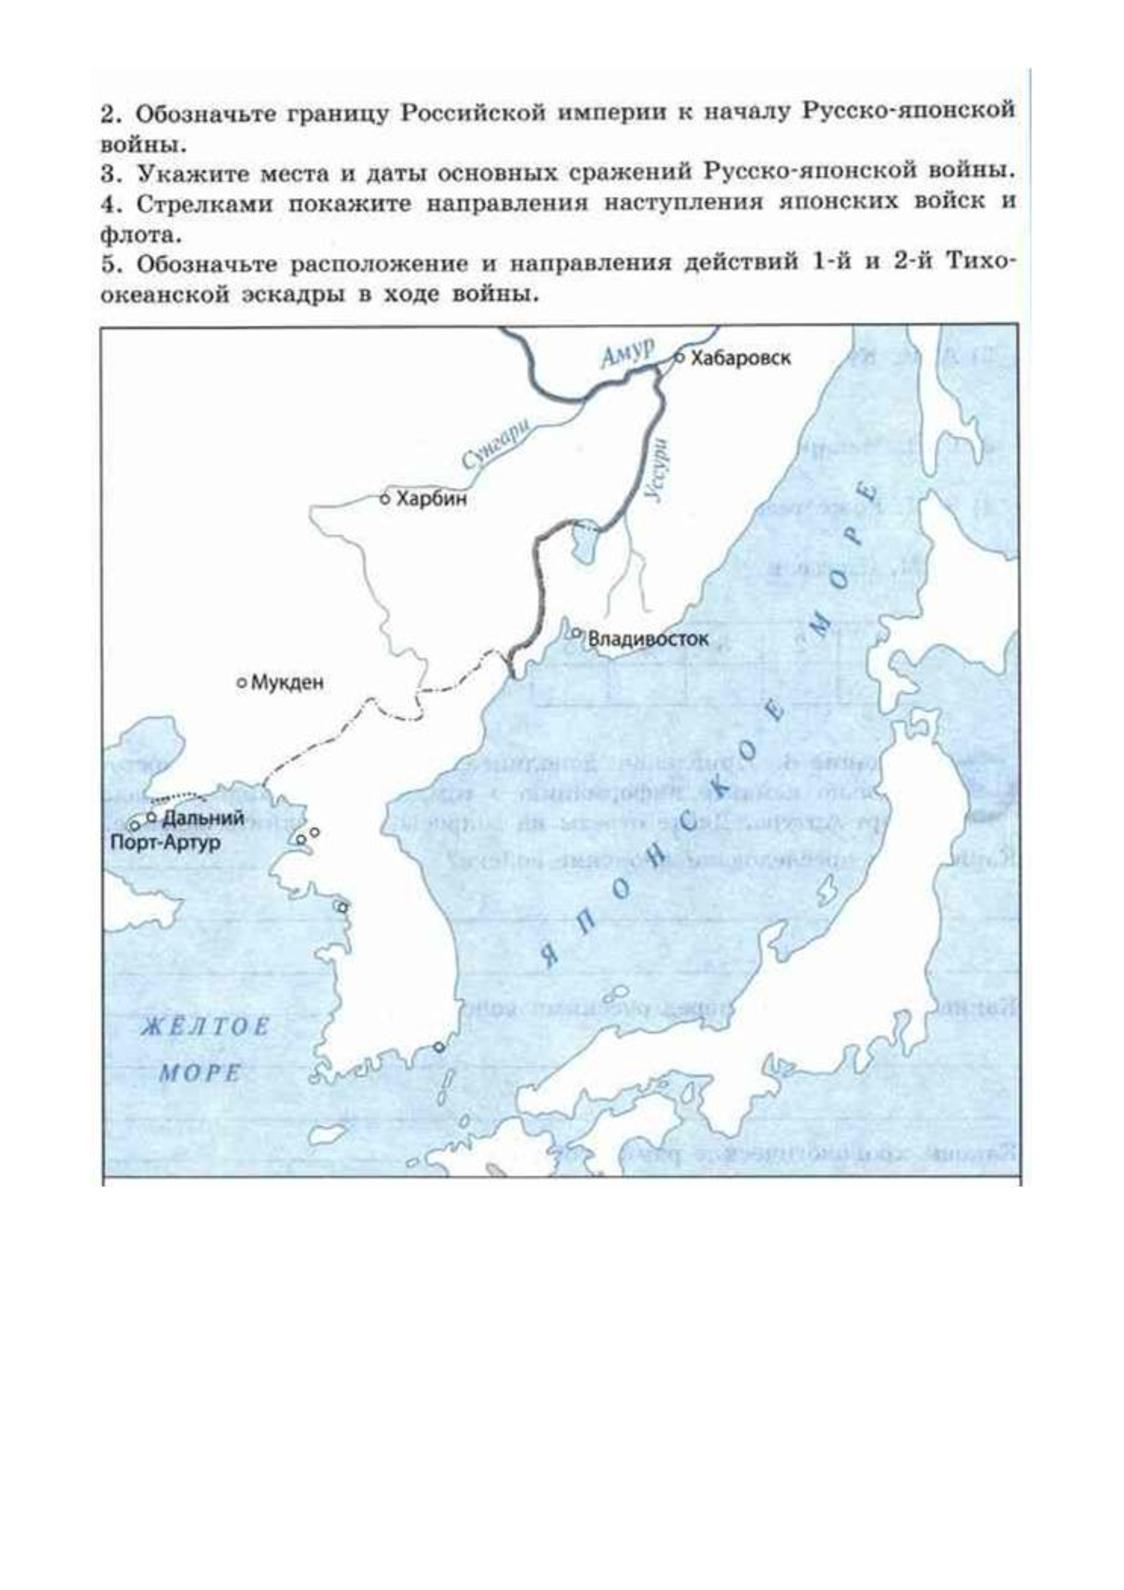 2. Обозначьте границу Российской империи к началу Русско-японской
войны.
3. Укажите места и даты основных сражений Русско-японской войны.
4. Стрелками покажите направления наступления японских войск и
флота.
5. Обозначьте расположение и направления действий 1-й и 2-й Тихо-
океанской эскадры в ходе войны.
Амур
Хабаровск
Сунгари
Уссури
Харбин
Владивосток
Мукден
Дальний
Порт-Артур
ЯПОНСКОЕ МОРЕ
ЖЁЛТОЕ
МОРЕ